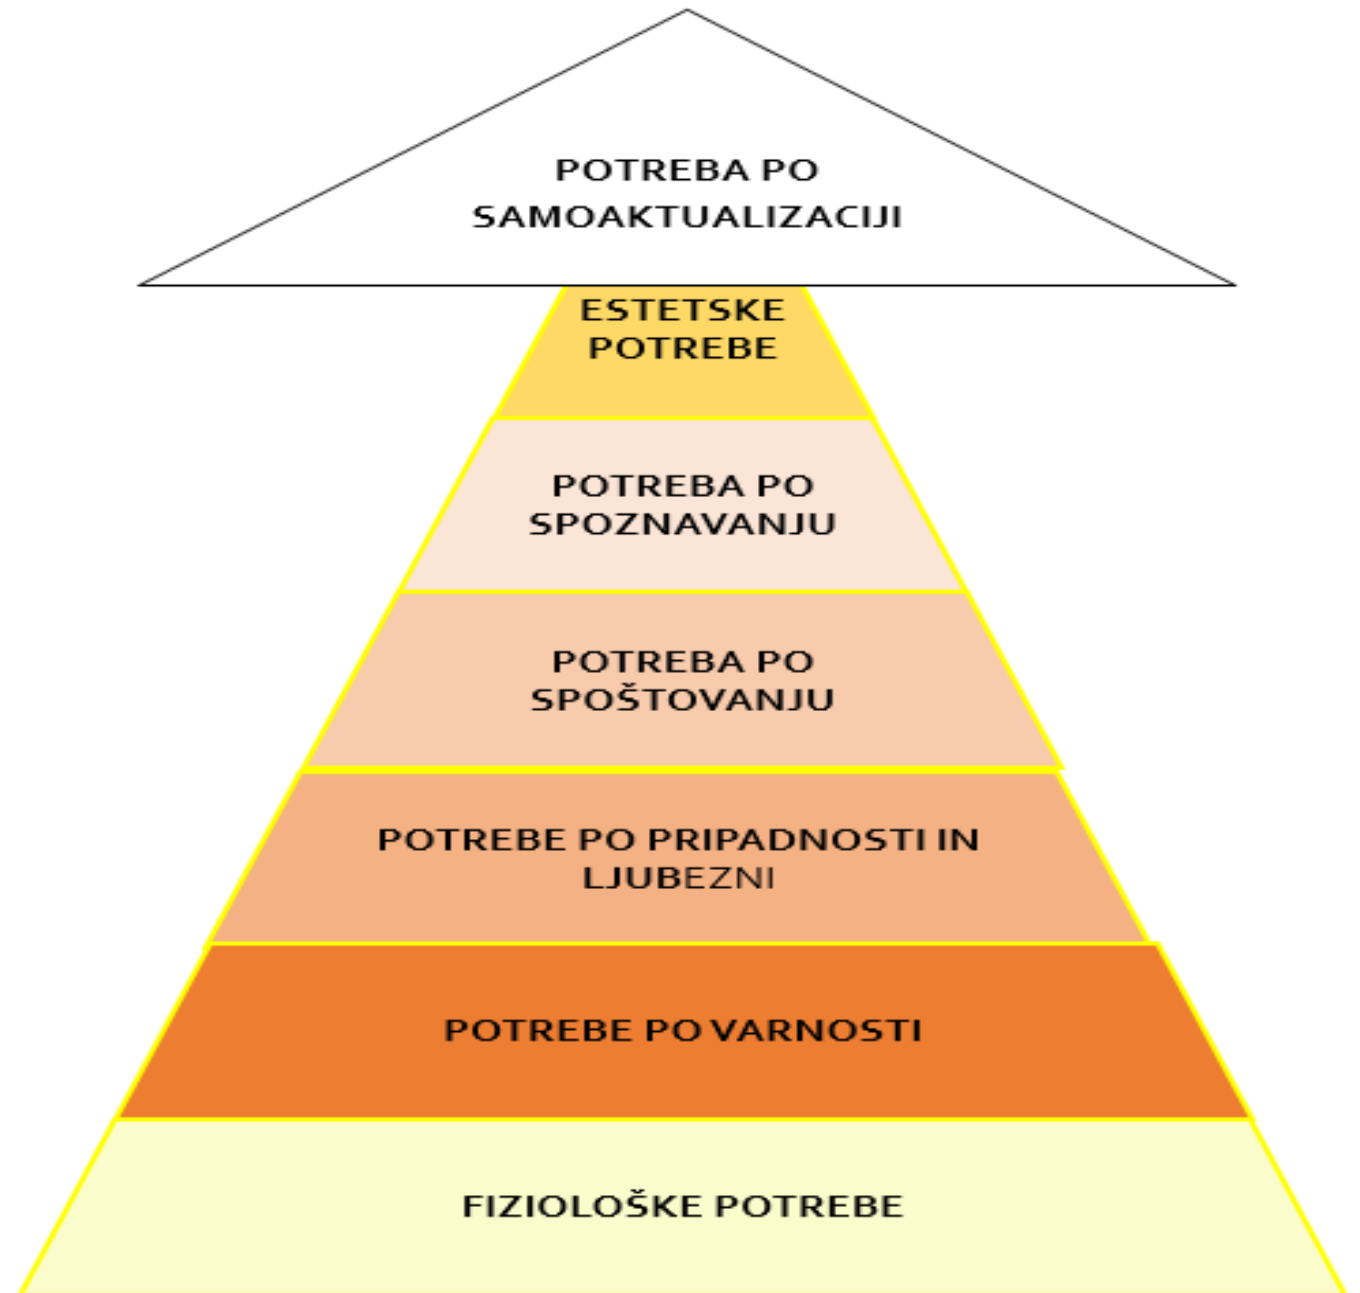 POTREBA PO
SAMOAKTUALIZACIJI
ESTETSKE
POTREBE
POTREBA PO
SPOZNAVANJU
POTREBA PO
SPOŠTOVANJU
POTREBE PO PRIPADNOSTI IN
LJUBEZNI
POTREBE PO VARNOSTI
FIZIOLOŠKE POTREBE